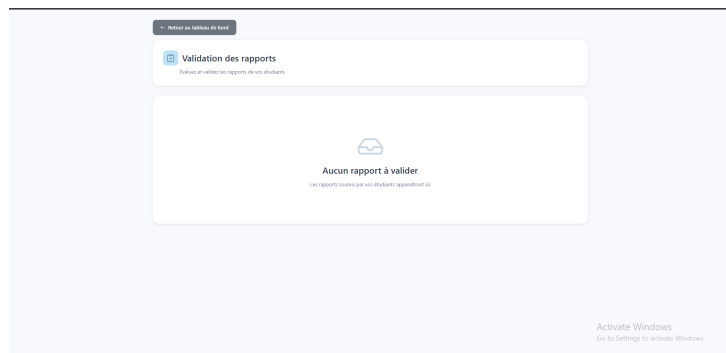 ← Retour au tableau de bord
Validation des rapports
Évaluez et validez les rapports de vos étudiants
Aucun rapport à valider
Les rapports soumis par vos étudiants apparaîtront ici
Activate Windows
Go to Settings to activate Windows.